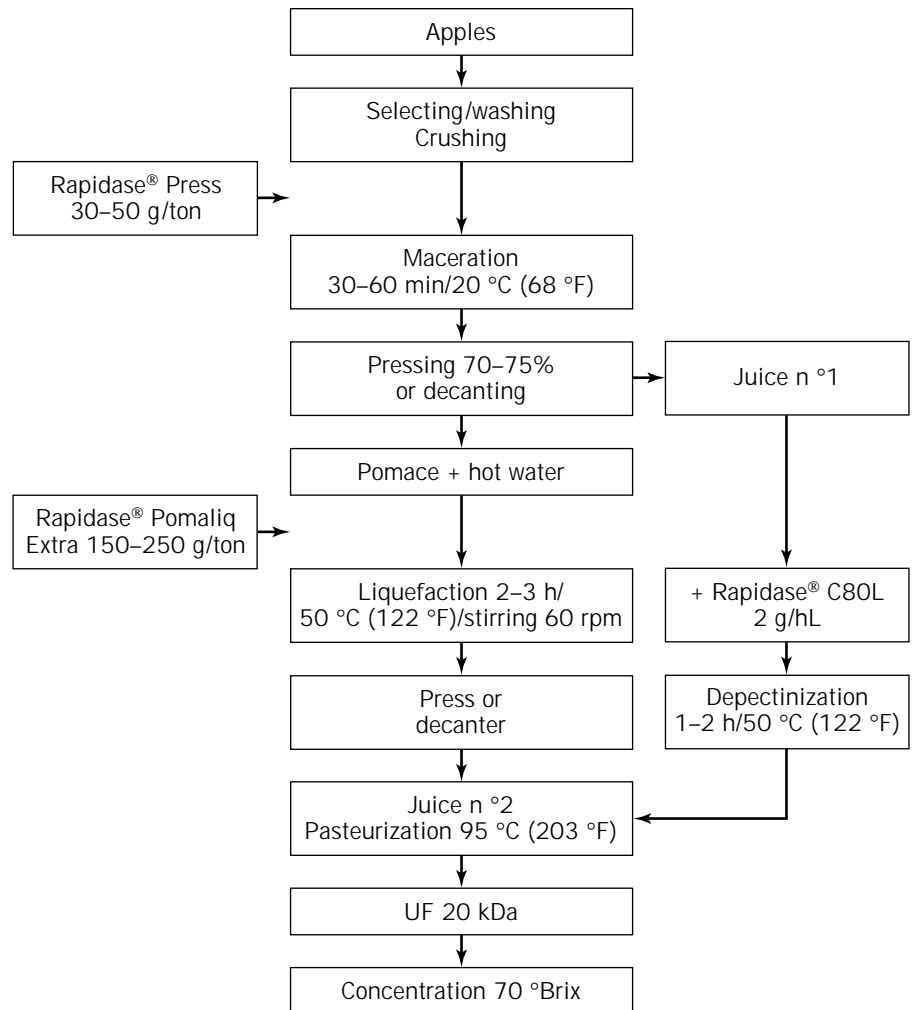 Apples
Selecting/washing
Crushing
Rapidase® Press
30–50 g/ton
Maceration
30–60 min/20 °C (68 °F)
Pressing 70–75%
or decanting
Juice n °1
Pomace + hot water
Rapidase® Pomaliq
Extra 150–250 g/ton
Liquefaction 2–3 h/
50 °C (122 °F)/stirring 60 rpm
+ Rapidase® C80L
2 g/hL
Press or
decanter
Depectinization
1–2 h/50 °C (122 °F)
Juice n °2
Pasteurization 95 °C (203 °F)
UF 20 kDa
Concentration 70 °Brix